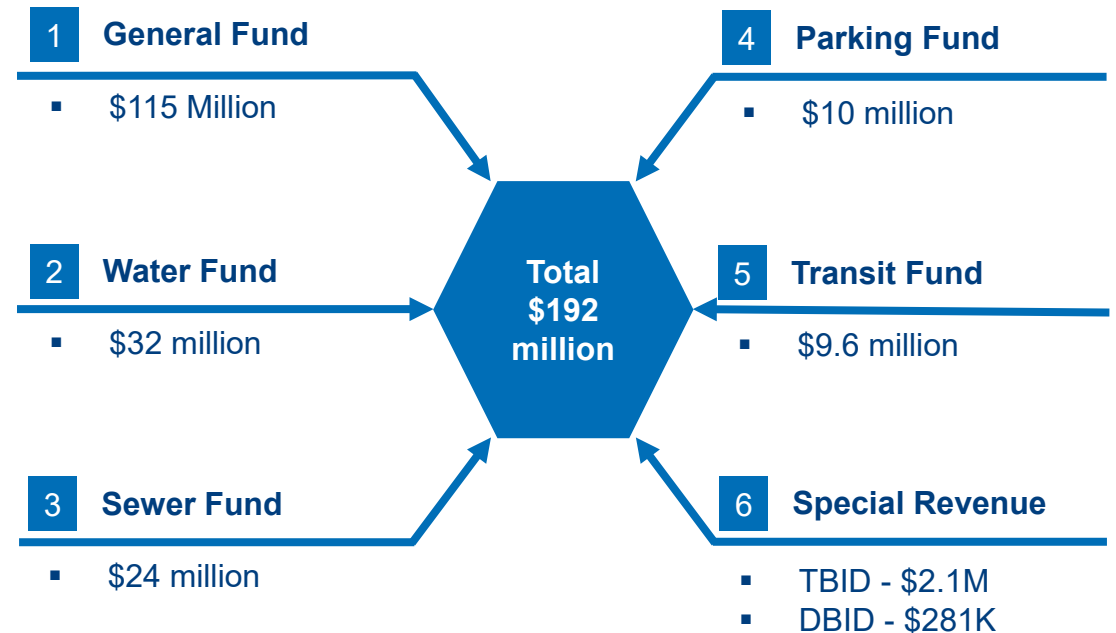 1 General Fund
▪ $115 Million
2 Water Fund
▪ $32 million
3 Sewer Fund
▪ $24 million
Total
$192
million
4 Parking Fund
▪ $10 million
5 Transit Fund
▪ $9.6 million
6 Special Revenue
▪ TBID - $2.1M
▪ DBID - $281K